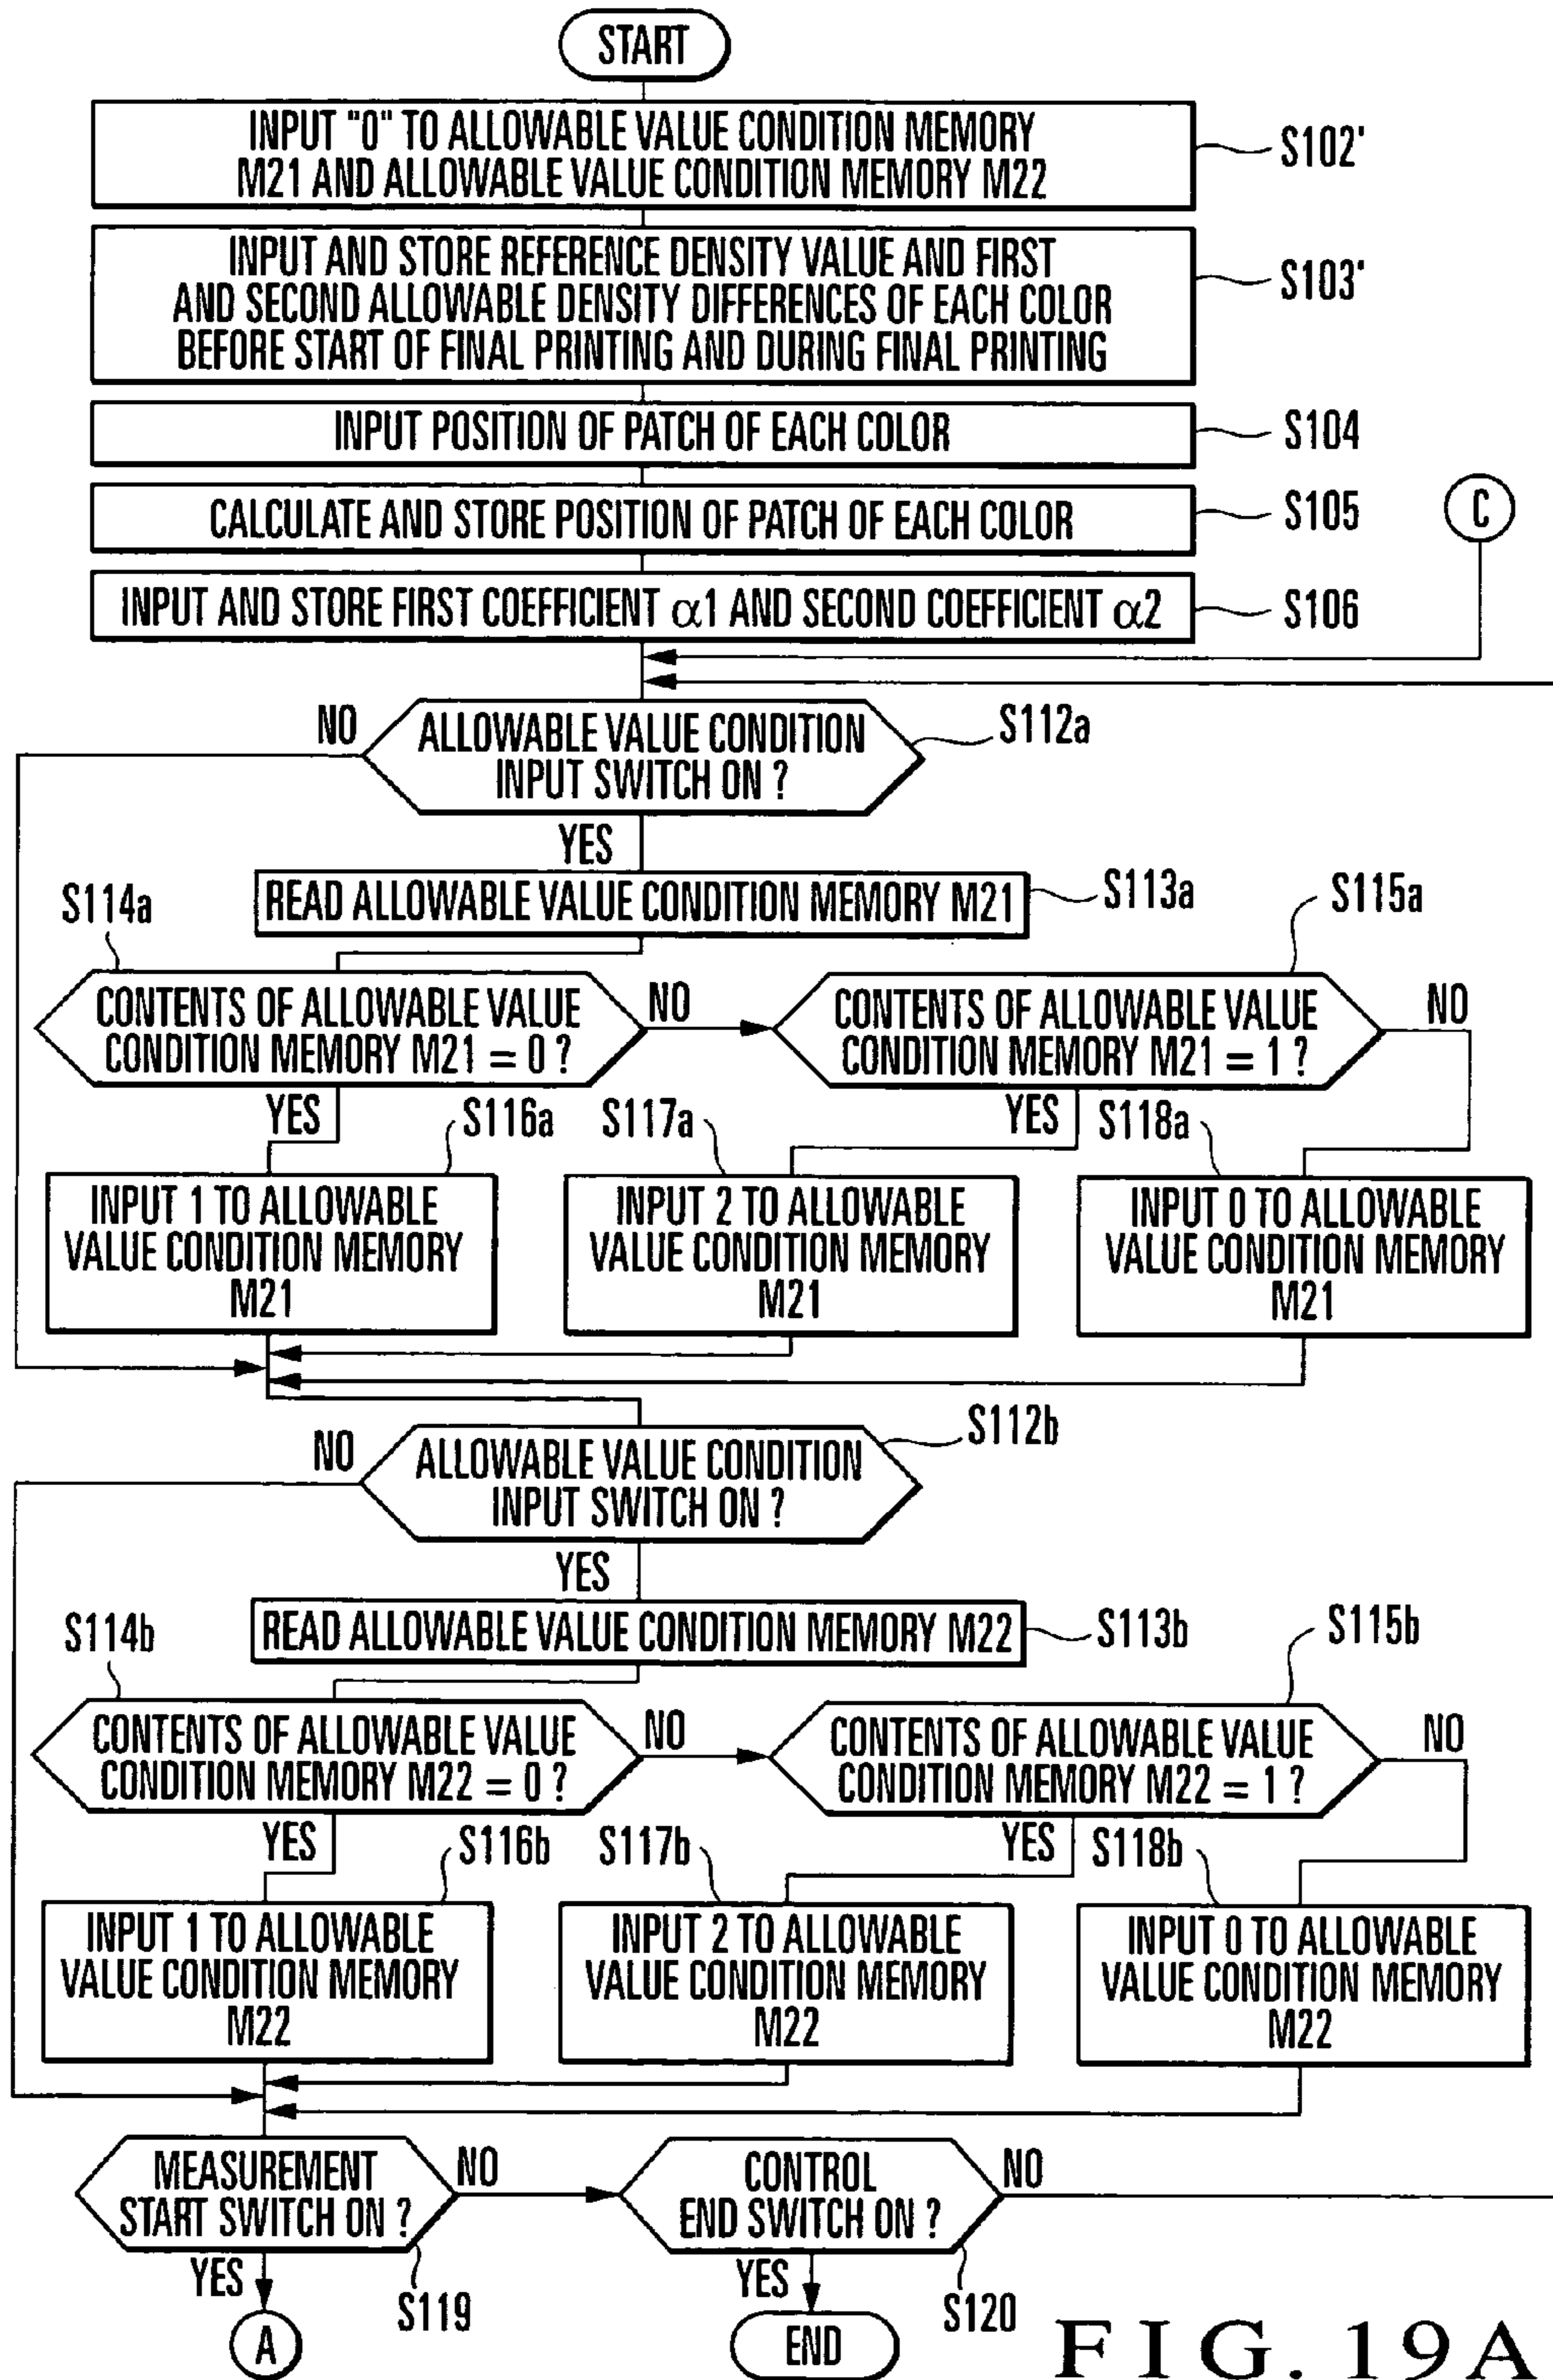 START
INPUT "0" TO ALLOWABLE VALUE CONDITION MEMORY
M21 AND ALLOWABLE VALUE CONDITION MEMORY M22
S102'
INPUT AND STORE REFERENCE DENSITY VALUE AND FIRST
AND SECOND ALLOWABLE DENSITY DIFFERENCES OF EACH COLOR
BEFORE START OF FINAL PRINTING AND DURING FINAL PRINTING
S103'
INPUT POSITION OF PATCH OF EACH COLOR
S104
CALCULATE AND STORE POSITION OF PATCH OF EACH COLOR
S105
C
INPUT AND STORE FIRST COEFFICIENT α1 AND SECOND COEFFICIENT α2
S106
NO
ALLOWABLE VALUE CONDITION
INPUT SWITCH ON ?
S112a
YES
READ ALLOWABLE VALUE CONDITION MEMORY M21
S113a
S114a
S115a
CONTENTS OF ALLOWABLE VALUE
CONDITION MEMORY M21 = 0 ?
NO
CONTENTS OF ALLOWABLE VALUE
CONDITION MEMORY M21 = 1 ?
NO
YES
S116a
S117a
YES
S118a
INPUT 1 TO ALLOWABLE
VALUE CONDITION MEMORY
M21
INPUT 2 TO ALLOWABLE
VALUE CONDITION MEMORY
M21
INPUT 0 TO ALLOWABLE
VALUE CONDITION MEMORY
M21
NO
ALLOWABLE VALUE CONDITION
INPUT SWITCH ON ?
S112b
YES
READ ALLOWABLE VALUE CONDITION MEMORY M22
S113b
S114b
S115b
CONTENTS OF ALLOWABLE VALUE
CONDITION MEMORY M22 = 0 ?
NO
CONTENTS OF ALLOWABLE VALUE
CONDITION MEMORY M22 = 1 ?
NO
YES
S116b
S117b
YES
S118b
INPUT 1 TO ALLOWABLE
VALUE CONDITION MEMORY
M22
INPUT 2 TO ALLOWABLE
VALUE CONDITION MEMORY
M22
INPUT 0 TO ALLOWABLE
VALUE CONDITION MEMORY
M22
MEASUREMENT
START SWITCH ON ?
NO
CONTROL
END SWITCH ON ?
NO
YES
S119
YES
S120
A
END
FIG. 19A